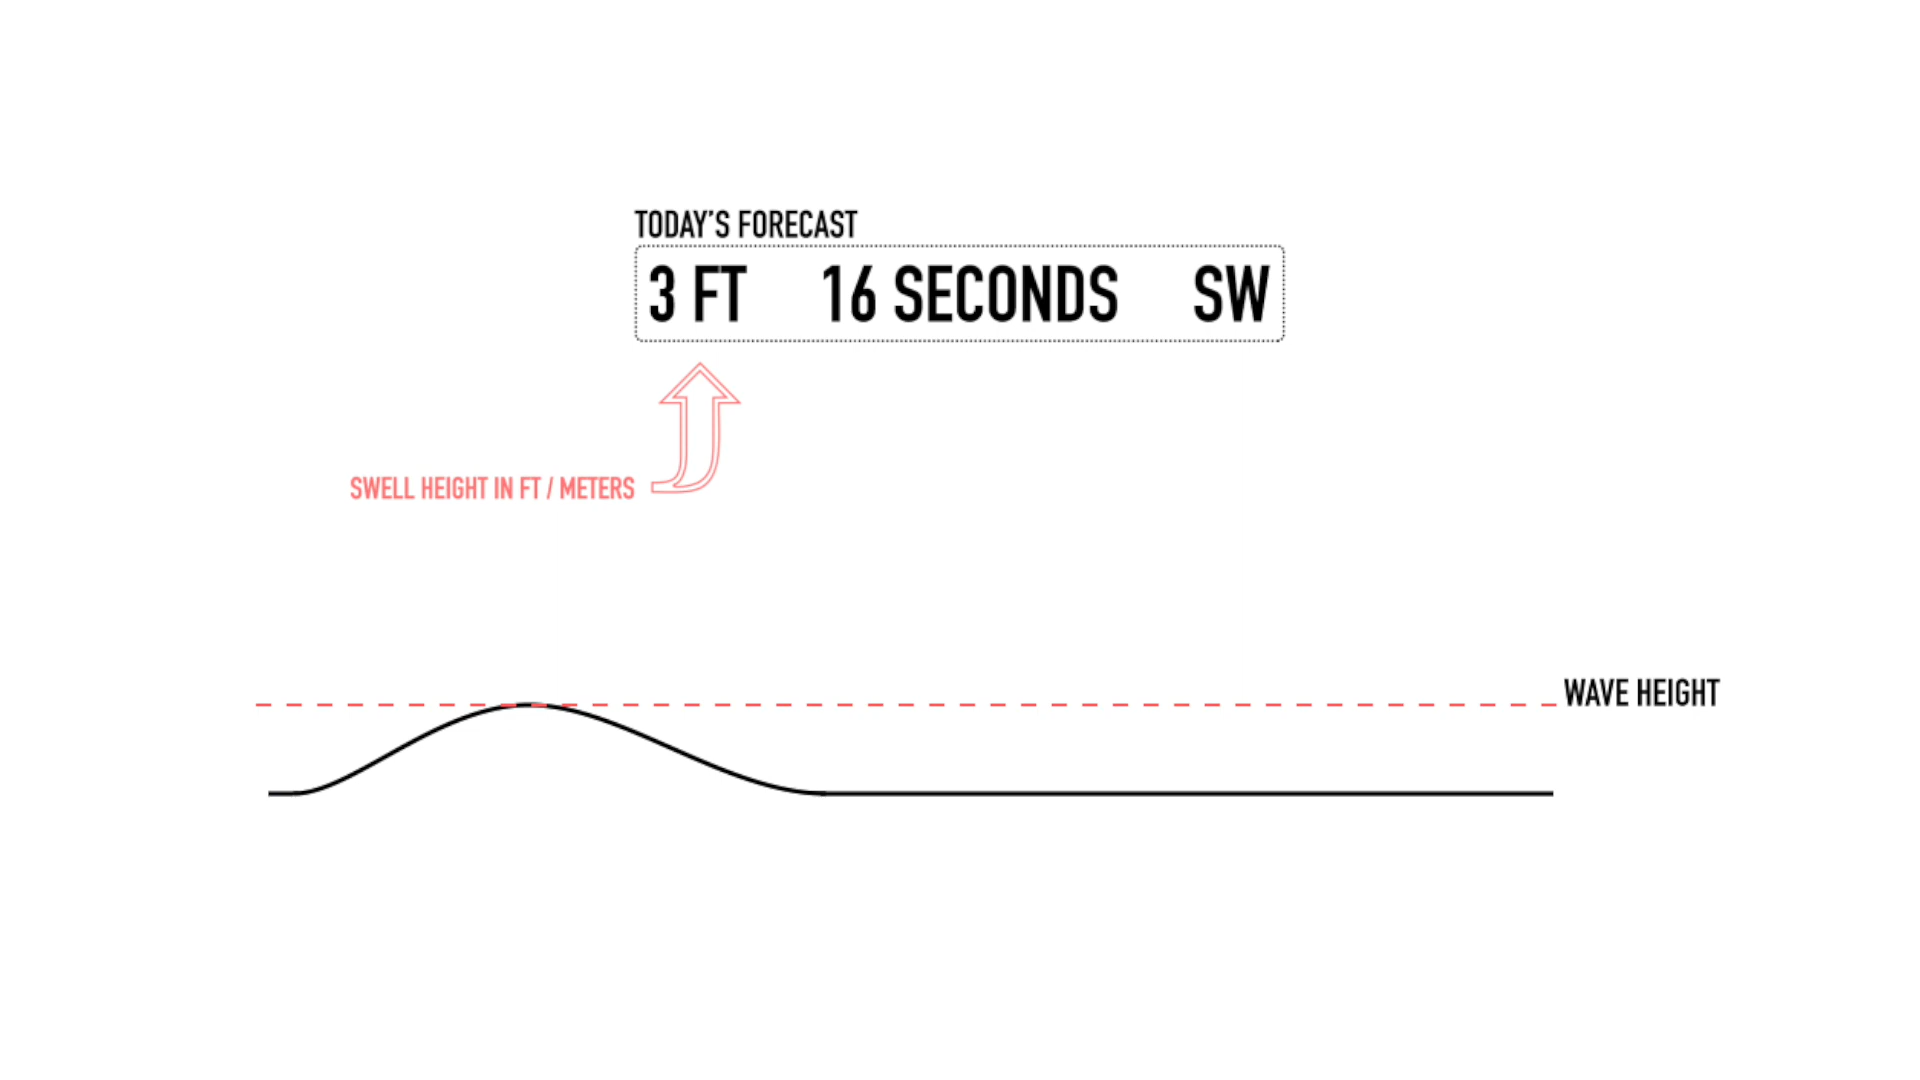 TODAY'S FORECAST
3 FT 16 SECONDS SW
SWELL HEIGHT IN FT / METERS
WAVE HEIGHT